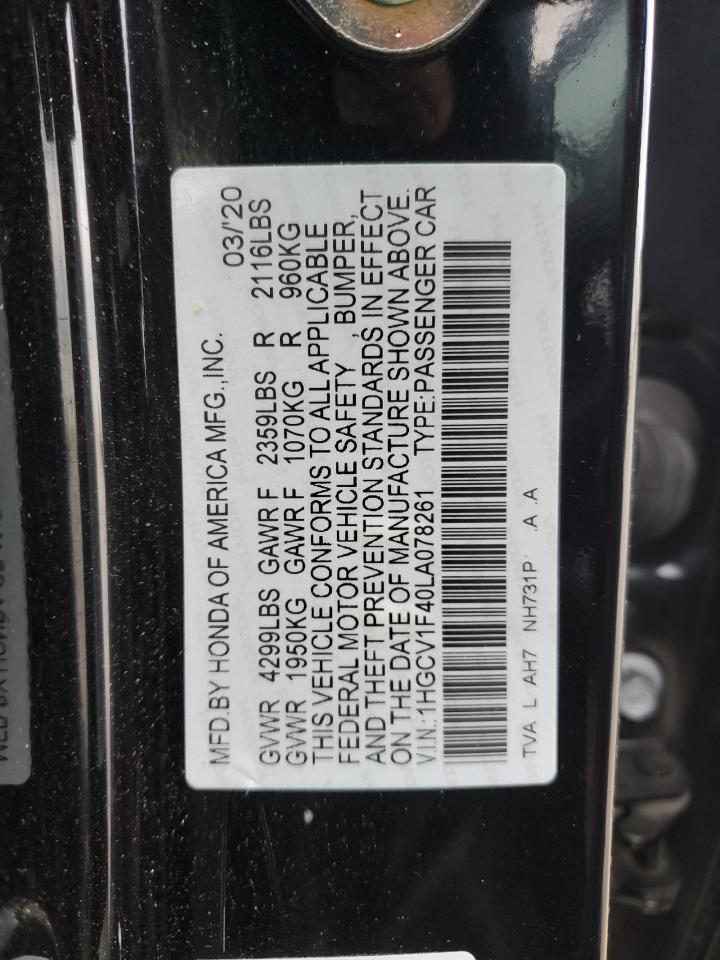 MFD.BY HONDA OF AMERICA MFG.,INC. 03/'20
GVWR 4299LBS GAWR F 2359LBS R 2116LBS
GVWR 1950KG GAWR F 1070KG R 960KG
THIS VEHICLE CONFORMS TO ALL APPLICABLE
FEDERAL MOTOR VEHICLE SAFETY , BUMPER,
AND THEFT PREVENTION STANDARDS IN EFFECT
ON THE DATE OF MANUFACTURE SHOWN ABOVE.
V.I.N.:1HGCV1F40LA078261 TYPE:PASSENGER CAR
TVA L AH7 NH731P .A .A